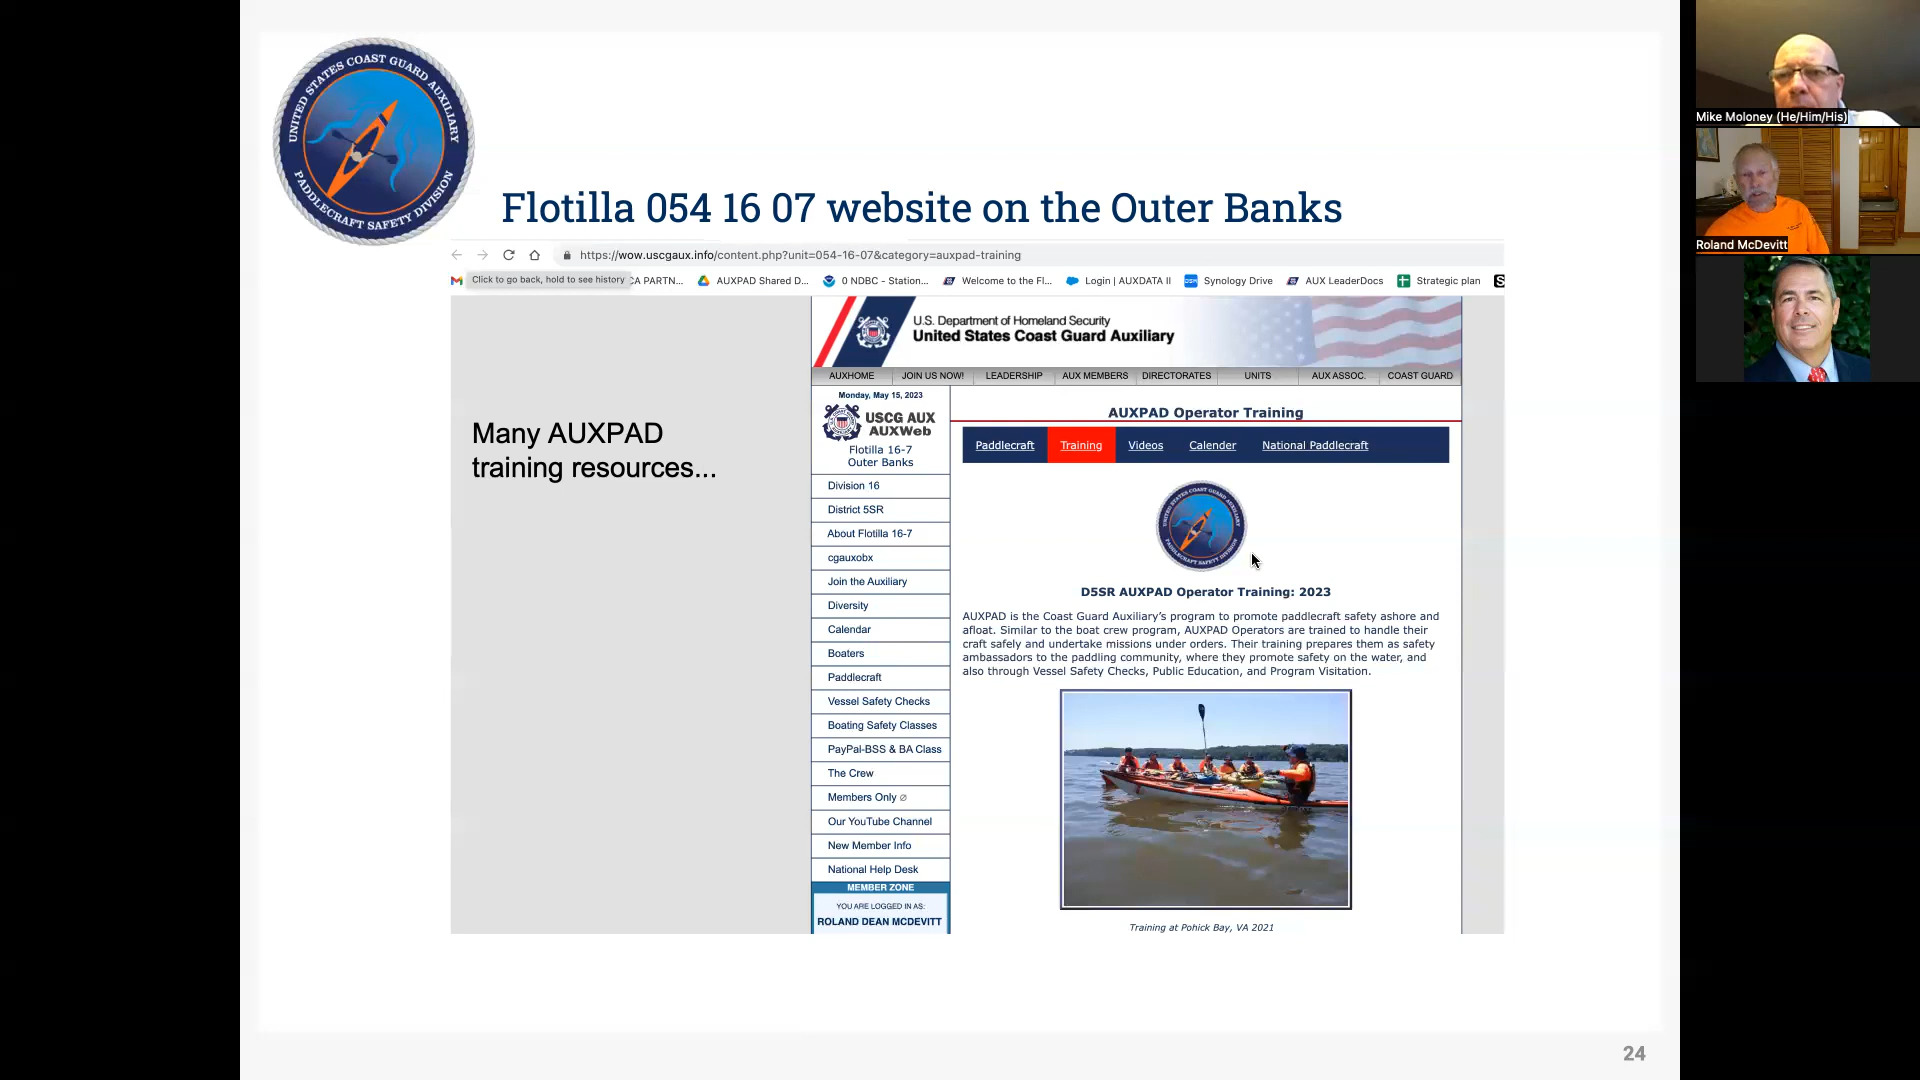 UNITED STATES COAST GUARD AUXILIARY
PADDLECRAFT SAFETY DIVISION
Flotilla 054 16 07 website on the Outer Banks
https://wow.uscgaux.info/content.php?unit=054-16-07&category=auxpad-training
Click to go back, hold to see history
CA PARTN...
AUXPAD Shared D...
0 NDBC - Station...
Welcome to the Fl...
Login | AUXDATA II
Synology Drive
AUX LeaderDocs
Strategic plan
Many AUXPAD
training resources...
U.S. Department of Homeland Security
United States Coast Guard Auxiliary
AUXHOME JOIN US NOW! LEADERSHIP AUX MEMBERS DIRECTORATES UNITS AUX ASSOC. COAST GUARD
Monday, May 15, 2023
USCG AUX
AUXWeb
Flotilla 16-7
Outer Banks
Division 16
District 5SR
About Flotilla 16-7
cgauxobx
Join the Auxiliary
Diversity
Calendar
Boaters
Paddlecraft
Vessel Safety Checks
Boating Safety Classes
PayPal-BSS & BA Class
The Crew
Members Only ∅
Our YouTube Channel
New Member Info
National Help Desk
MEMBER ZONE
YOU ARE LOGGED IN AS:
ROLAND DEAN MCDEVITT
AUXPAD Operator Training
Paddlecraft Training Videos Calender National Paddlecraft
UNITED STATES COAST GUARD AUXILIARY
PADDLECRAFT SAFETY DIVISION
D5SR AUXPAD Operator Training: 2023
AUXPAD is the Coast Guard Auxiliary's program to promote paddlecraft safety ashore and
afloat. Similar to the boat crew program, AUXPAD Operators are trained to handle their
craft safely and undertake missions under orders. Their training prepares them as safety
ambassadors to the paddling community, where they promote safety on the water, and
also through Vessel Safety Checks, Public Education, and Program Visitation.
Training at Pohick Bay, VA 2021
24
Mike Moloney (He/Him/His)
Roland McDevitt